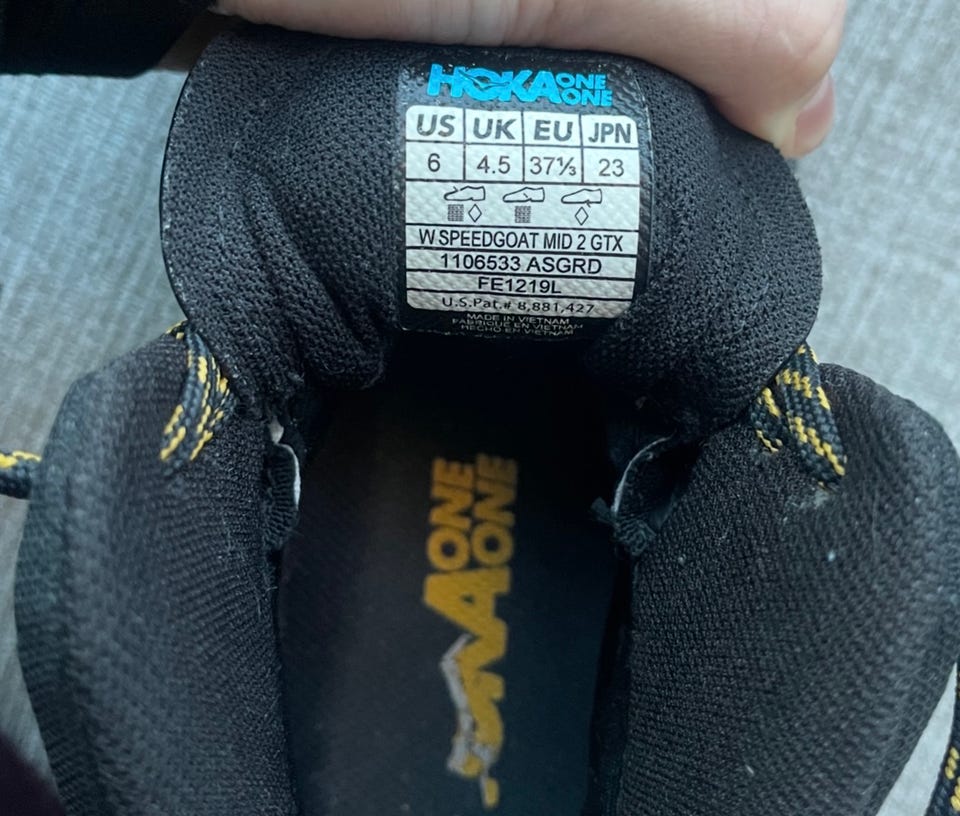 HOKA ONE
ONE
US UK EU JPN
6 4.5 37⅓ 23
W SPEEDGOAT MID 2 GTX
1106533 ASGRD
FE1219L
U.S.Pat.# 8,881,427
MADE IN VIETNAM
FABRIQUE EN VIETNAM
HECHO EN VIETNAM
ONE
ONE